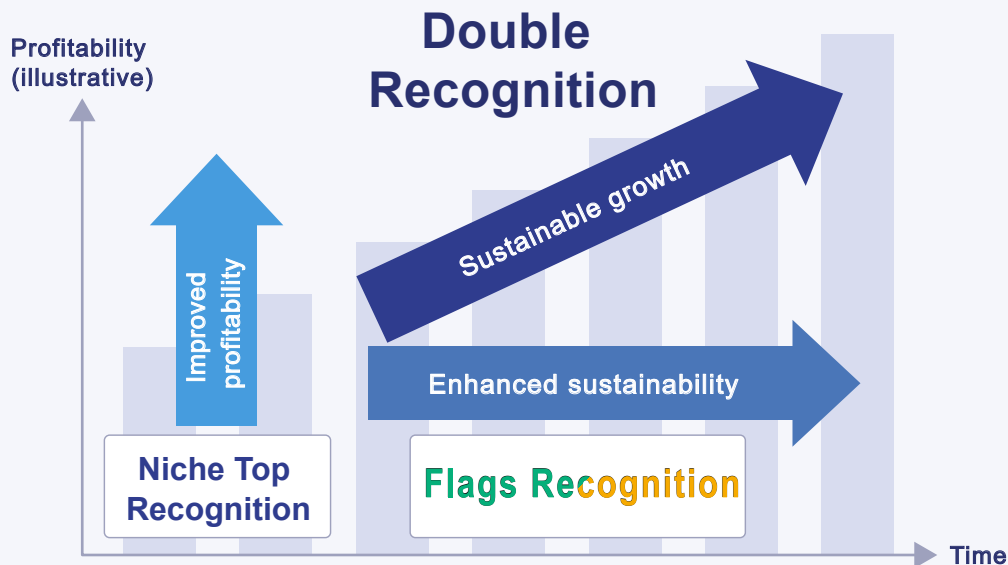 Double
Recognition
Profitability
(illustrative)
Improved
profitability
Sustainable growth
Enhanced sustainability
Niche Top
Recognition
Flags Recognition
Time